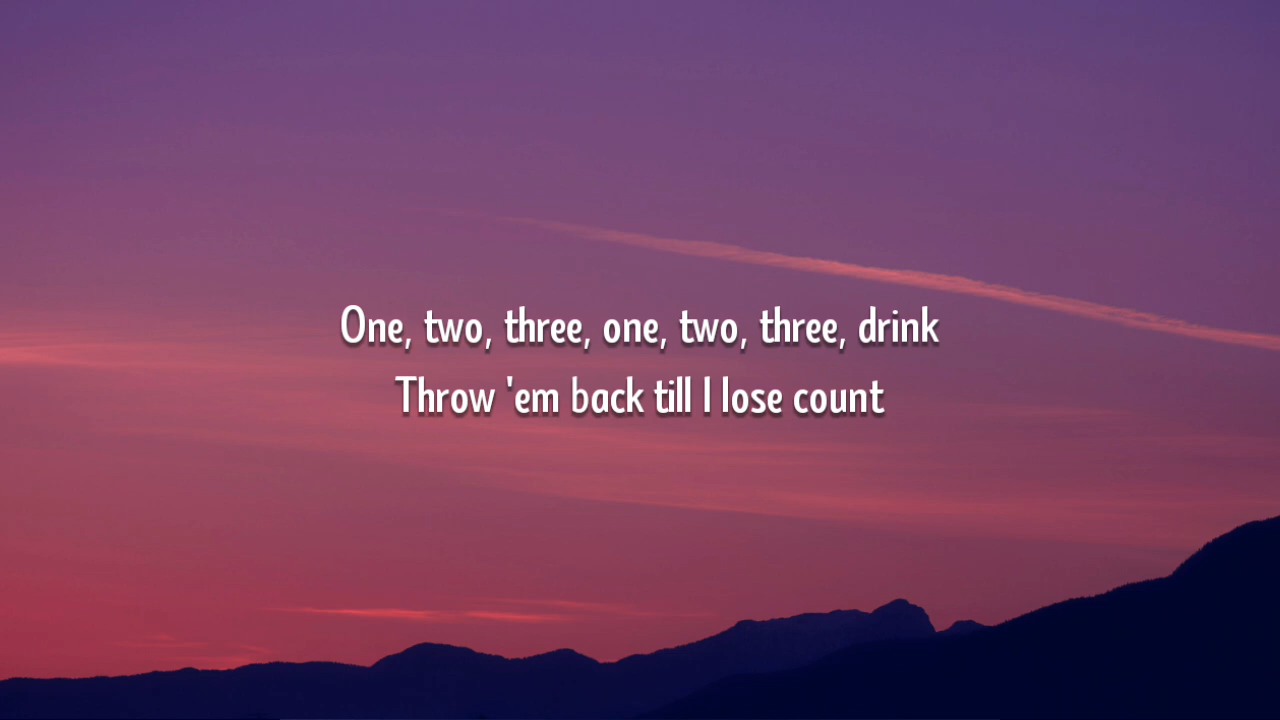 One, two, three, one, two, three, drink
Throw 'em back till I lose count